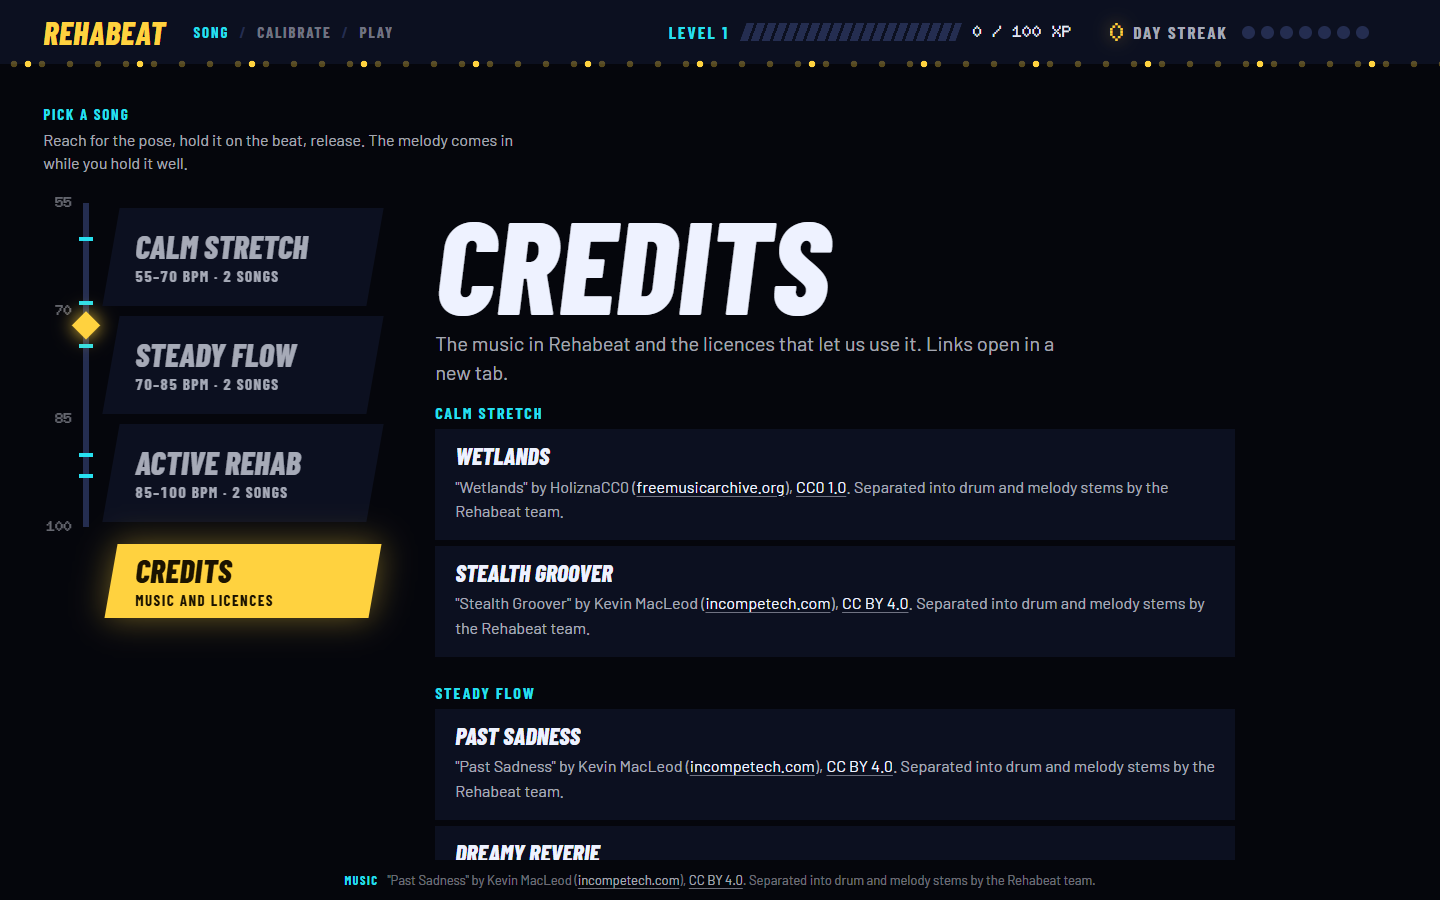 REHABEAT
SONG / CALIBRATE / PLAY
LEVEL 1
0 / 100 XP
0 DAY STREAK
PICK A SONG
Reach for the pose, hold it on the beat, release. The melody comes in
while you hold it well.
55
70
85
100
CALM STRETCH
55–70 BPM · 2 SONGS
STEADY FLOW
70–85 BPM · 2 SONGS
ACTIVE REHAB
85–100 BPM · 2 SONGS
CREDITS
MUSIC AND LICENCES
CREDITS
The music in Rehabeat and the licences that let us use it. Links open in a
new tab.
CALM STRETCH
WETLANDS
"Wetlands" by HoliznaCC0 (freemusicarchive.org), CC0 1.0. Separated into drum and melody stems by the
Rehabeat team.
STEALTH GROOVER
"Stealth Groover" by Kevin MacLeod (incompetech.com), CC BY 4.0. Separated into drum and melody stems by
the Rehabeat team.
STEADY FLOW
PAST SADNESS
"Past Sadness" by Kevin MacLeod (incompetech.com), CC BY 4.0. Separated into drum and melody stems by the
Rehabeat team.
DREAMY REVERIE
MUSIC "Past Sadness" by Kevin MacLeod (incompetech.com), CC BY 4.0. Separated into drum and melody stems by the Rehabeat team.